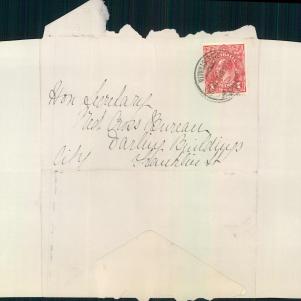 Hon Secretary
Red Cross Bureau
Darling Buildings
City Franklin St